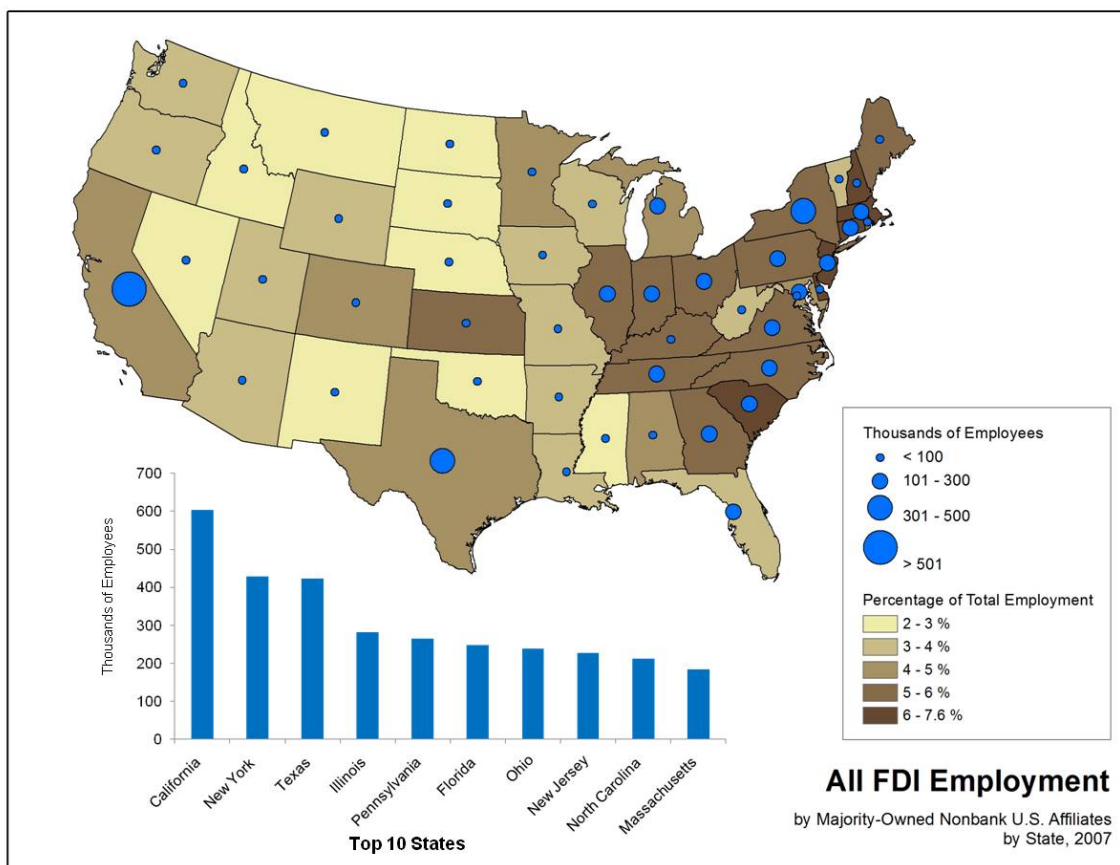 Thousands of Employees
< 100
101 - 300
301 - 500
> 501
Percentage of Total Employment
2 - 3 %
3 - 4 %
4 - 5 %
5 - 6 %
6 - 7.6 %
Thousands of Employees
700
600
500
400
300
200
100
0
California
New York
Texas
Illinois
Pennsylvania
Florida
Ohio
New Jersey
North Carolina
Massachusetts
Top 10 States
All FDI Employment
by Majority-Owned Nonbank U.S. Affiliates
by State, 2007